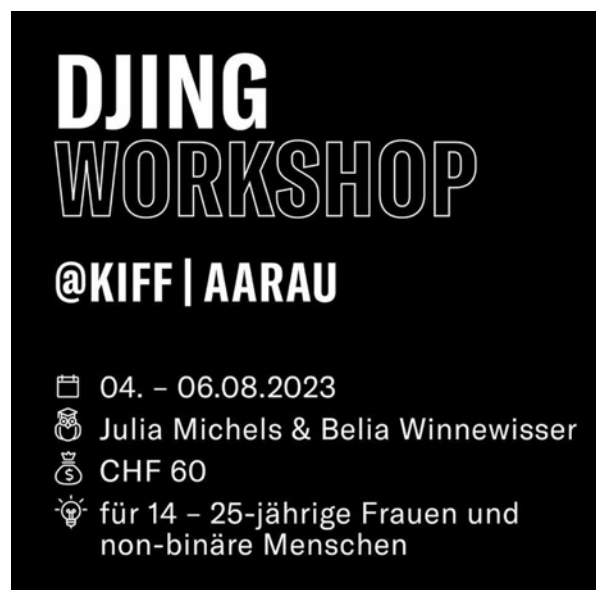 DJING
WORKSHOP
@KIFF | AARAU
04. – 06.08.2023
Julia Michels & Belia Winnewisser
CHF 60
für 14 – 25-jährige Frauen und
non-binäre Menschen